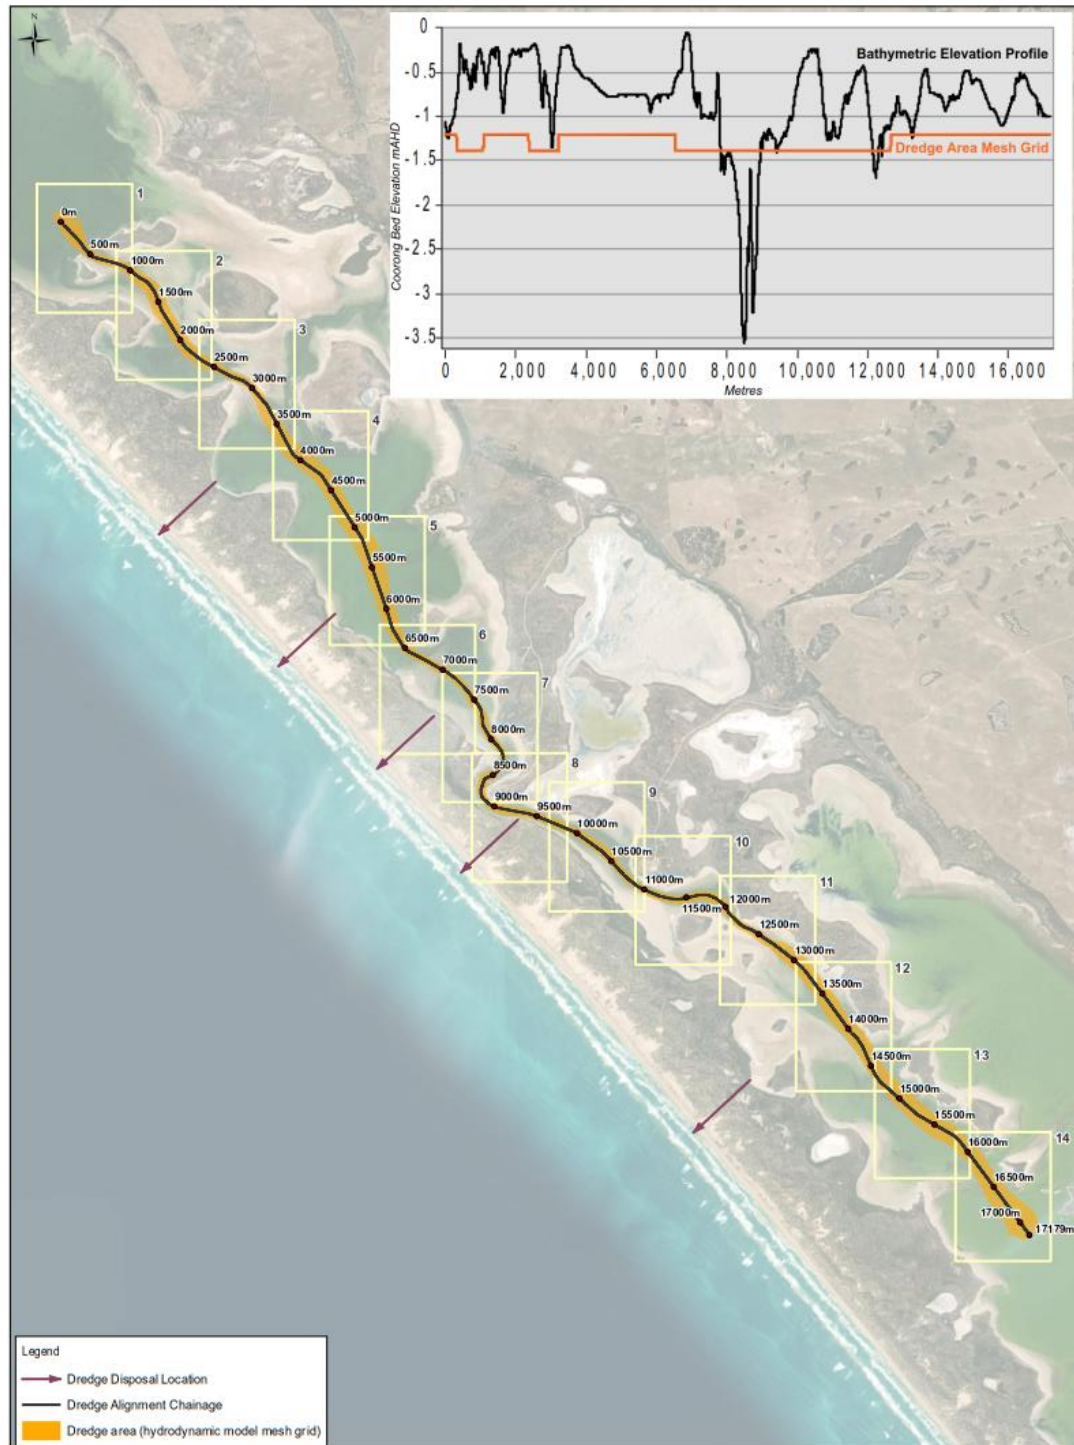 N
0
-0.5
-1
-1.5
-2
-2.5
-3
-3.5
Coorong Bed Elevation mAHD
Bathymetric Elevation Profile
Dredge Area Mesh Grid
0 2,000 4,000 6,000 8,000 10,000 12,000 14,000 16,000
Metres
1
0m
500m
2
1000m
1500m
2000m
3
2500m
3000m
4
3500m
4000m
4500m
5
5000m
5500m
6000m
6
6500m
7000m
7
7500m
8000m
8
8500m
9000m
9500m
9
10000m
10500m
10
11000m
11500m
11
12000m
12500m
13000m
12
13500m
14000m
13
14500m
15000m
15500m
14
16000m
16500m
17000m
17179m
Legend
Dredge Disposal Location
Dredge Alignment Chainage
Dredge area (hydrodynamic model mesh grid)